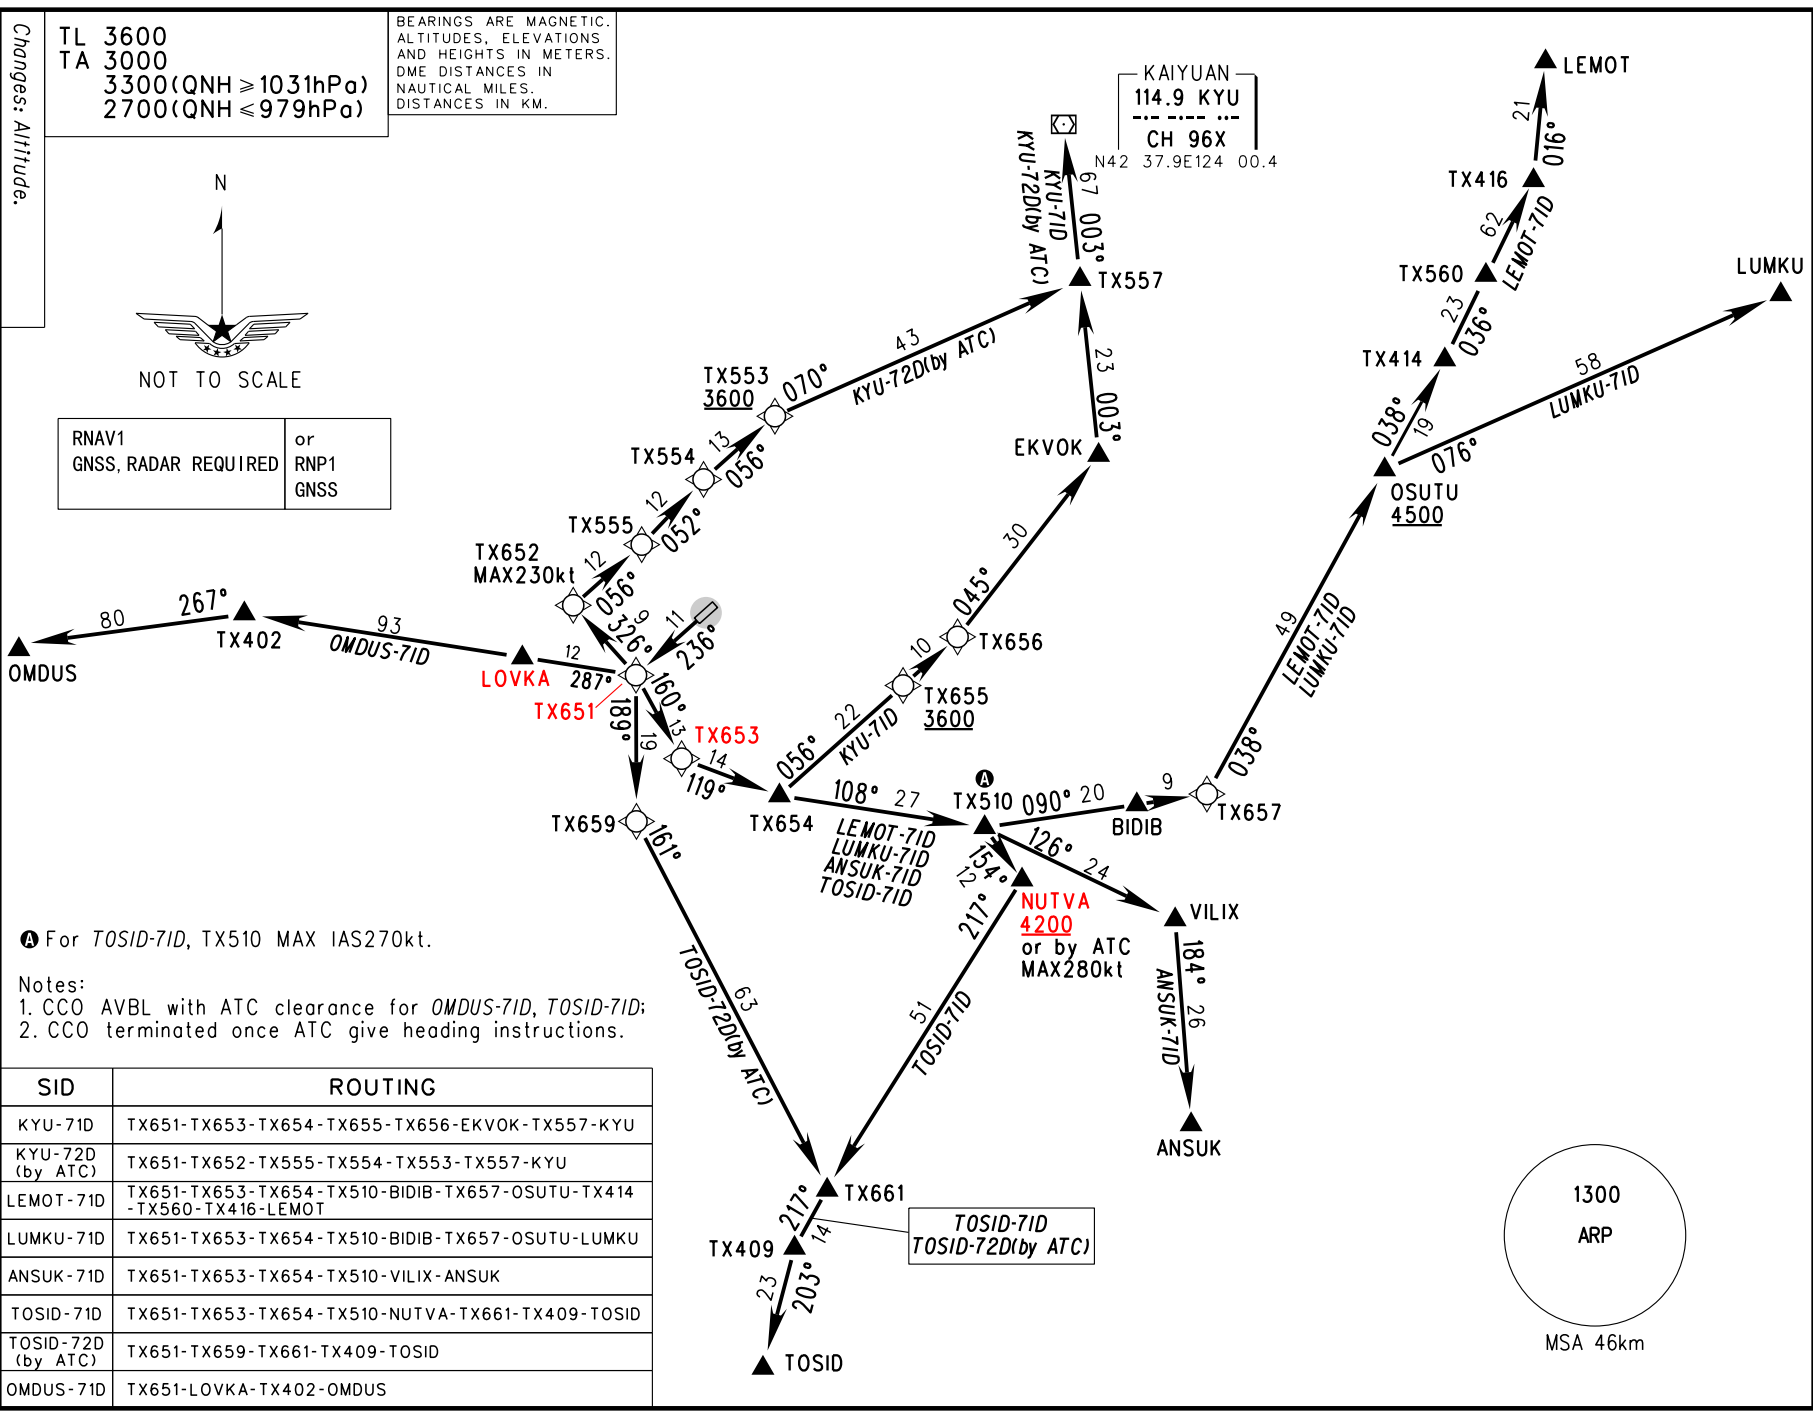 Changes: Altitude.
TL 3600
TA 3000
3300(QNH ≥ 1031hPa)
2700(QNH ≤ 979hPa)
BEARINGS ARE MAGNETIC.
ALTITUDES, ELEVATIONS
AND HEIGHTS IN METERS.
DME DISTANCES IN
NAUTICAL MILES.
DISTANCES IN KM.
N
NOT TO SCALE
RNAV1
GNSS, RADAR REQUIRED
or
RNP1
GNSS
KAIYUAN
114.9 KYU
CH 96X
N42 37.9E124 00.4
KYU-71D
KYU-72D(by ATC)
67
003°
TX557
LEMOT
21
016°
TX416
62
LEMOT-71D
TX560
23
036°
TX414
LUMKU
58
LUMKU-71D
038°
19
076°
OSUTU
4500
43
KYU-72D(by ATC)
23
003°
EKVOK
TX553
3600
070°
13
056°
TX554
12
052°
TX555
12
056°
TX652
MAX230kt
9
326°
11
236°
OMDUS
80
267°
TX402
93
OMDUS-71D
LOVKA
12
287°
TX651
160°
13
189°
19
TX653
14
119°
30
045°
TX656
10
TX655
3600
22
KYU-71D
056°
TX654
108°
27
LEMOT-71D
LUMKU-71D
ANSUK-71D
TOSID-71D
A
TX510
090°
20
BIDIB
9
TX657
038°
49
LEMOT-71D
LUMKU-71D
126°
24
154°
12
NUTVA
4200
or by ATC
MAX280kt
217°
VILIX
184°
26
ANSUK-71D
ANSUK
TX659
161°
63
TOSID-72D(by ATC)
51
TOSID-71D
TX661
217°
14
TOSID-71D
TOSID-72D(by ATC)
TX409
23
203°
TOSID
A For TOSID-71D, TX510 MAX IAS270kt.
Notes:
1. CCO AVBL with ATC clearance for OMDUS-71D, TOSID-71D;
2. CCO terminated once ATC give heading instructions.
SID ROUTING
KYU-71D TX651-TX653-TX654-TX655-TX656-EKVOK-TX557-KYU
KYU-72D
(by ATC) TX651-TX652-TX555-TX554-TX553-TX557-KYU
LEMOT-71D TX651-TX653-TX654-TX510-BIDIB-TX657-OSUTU-TX414
-TX560-TX416-LEMOT
LUMKU-71D TX651-TX653-TX654-TX510-BIDIB-TX657-OSUTU-LUMKU
ANSUK-71D TX651-TX653-TX654-TX510-VILIX-ANSUK
TOSID-71D TX651-TX653-TX654-TX510-NUTVA-TX661-TX409-TOSID
TOSID-72D
(by ATC) TX651-TX659-TX661-TX409-TOSID
OMDUS-71D TX651-LOVKA-TX402-OMDUS
1300
ARP
MSA 46km